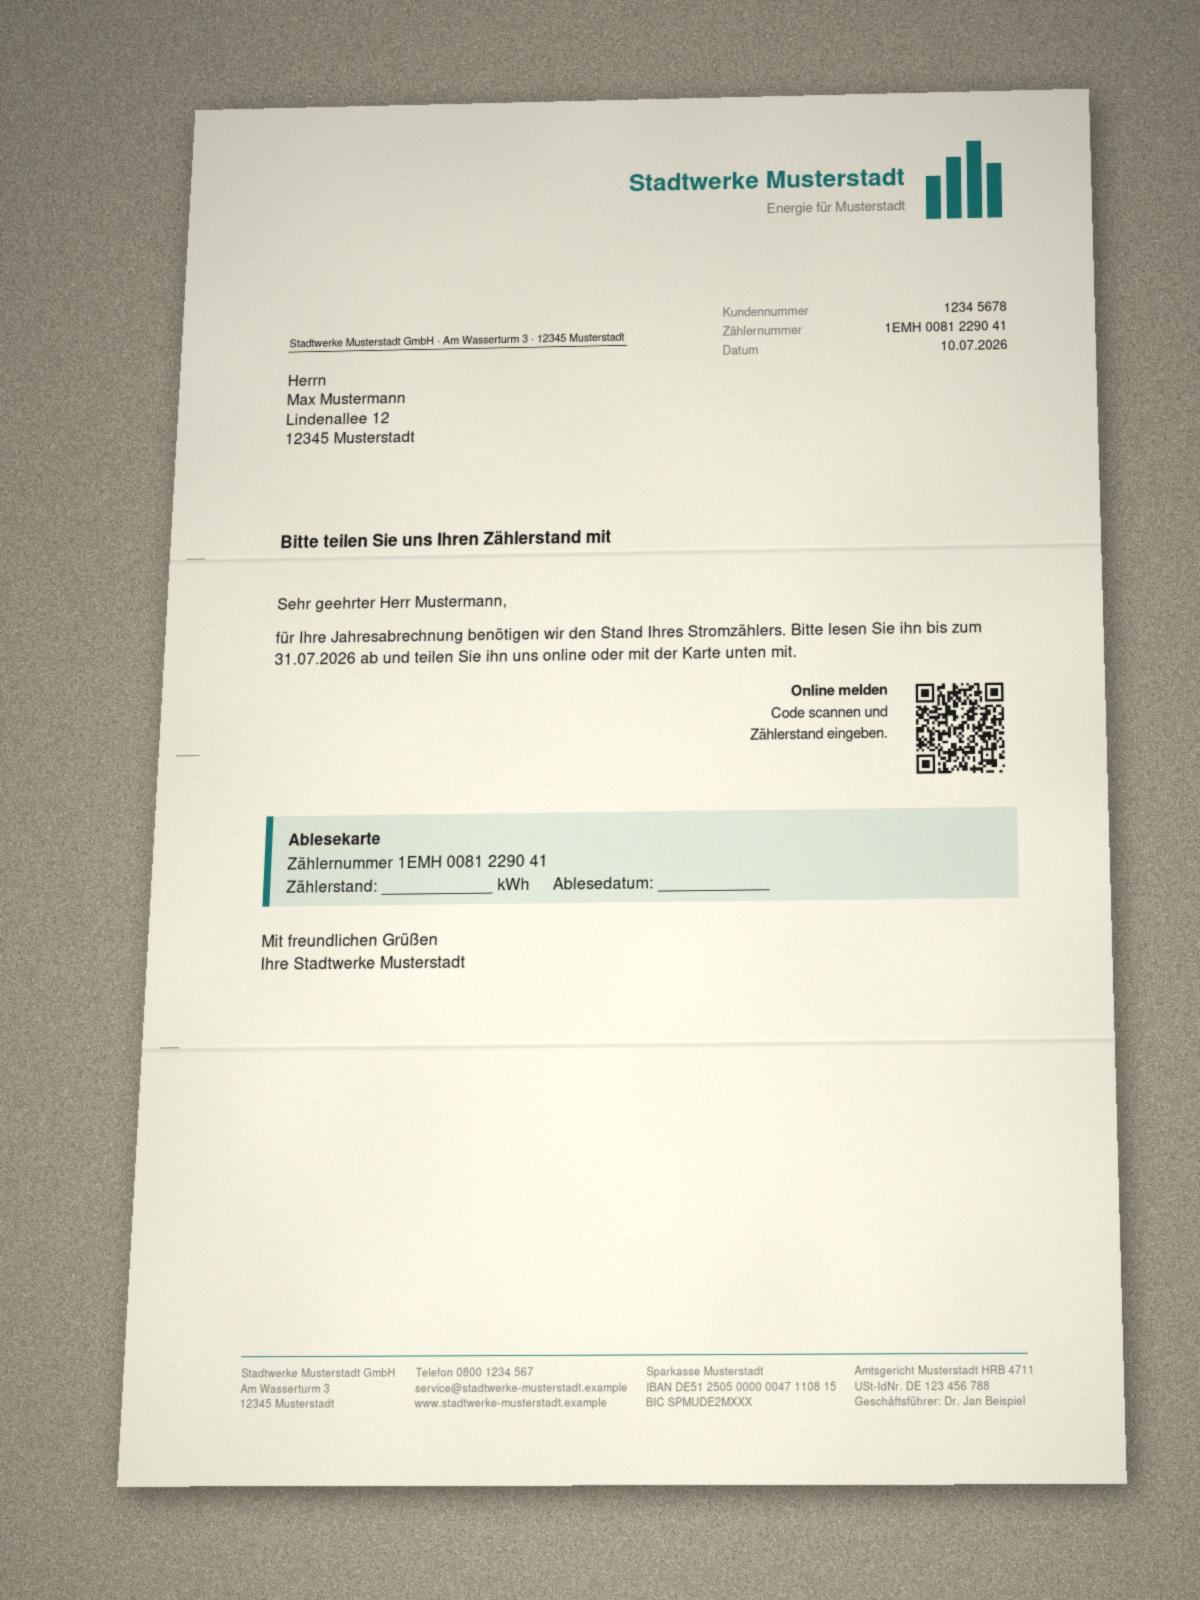 Stadtwerke Musterstadt
Energie für Musterstadt
Kundennummer 1234 5678
Zählernummer 1EMH 0081 2290 41
Datum 10.07.2026
Stadtwerke Musterstadt GmbH · Am Wasserturm 3 · 12345 Musterstadt
Herrn
Max Mustermann
Lindenallee 12
12345 Musterstadt
Bitte teilen Sie uns Ihren Zählerstand mit
Sehr geehrter Herr Mustermann,
für Ihre Jahresabrechnung benötigen wir den Stand Ihres Stromzählers. Bitte lesen Sie ihn bis zum
31.07.2026 ab und teilen Sie ihn uns online oder mit der Karte unten mit.
Online melden
Code scannen und
Zählerstand eingeben.
Ablesekarte
Zählernummer 1EMH 0081 2290 41
Zählerstand: ______________ kWh Ablesedatum: ______________
Mit freundlichen Grüßen
Ihre Stadtwerke Musterstadt
Stadtwerke Musterstadt GmbH
Am Wasserturm 3
12345 Musterstadt
Telefon 0800 1234 567
service@stadtwerke-musterstadt.example
www.stadtwerke-musterstadt.example
Sparkasse Musterstadt
IBAN DE51 2505 0000 0047 1108 15
BIC SPMUDE2MXXX
Amtsgericht Musterstadt HRB 4711
USt-IdNr. DE 123 456 788
Geschäftsführer: Dr. Jan Beispiel